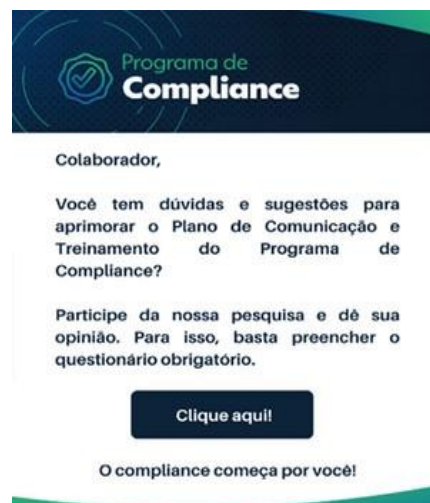 Programa de
Compliance
Colaborador,
Você tem dúvidas e sugestões para
aprimorar o Plano de Comunicação e
Treinamento do Programa de
Compliance?
Participe da nossa pesquisa e dê sua
opinião. Para isso, basta preencher o
questionário obrigatório.
Clique aqui!
O compliance começa por você!